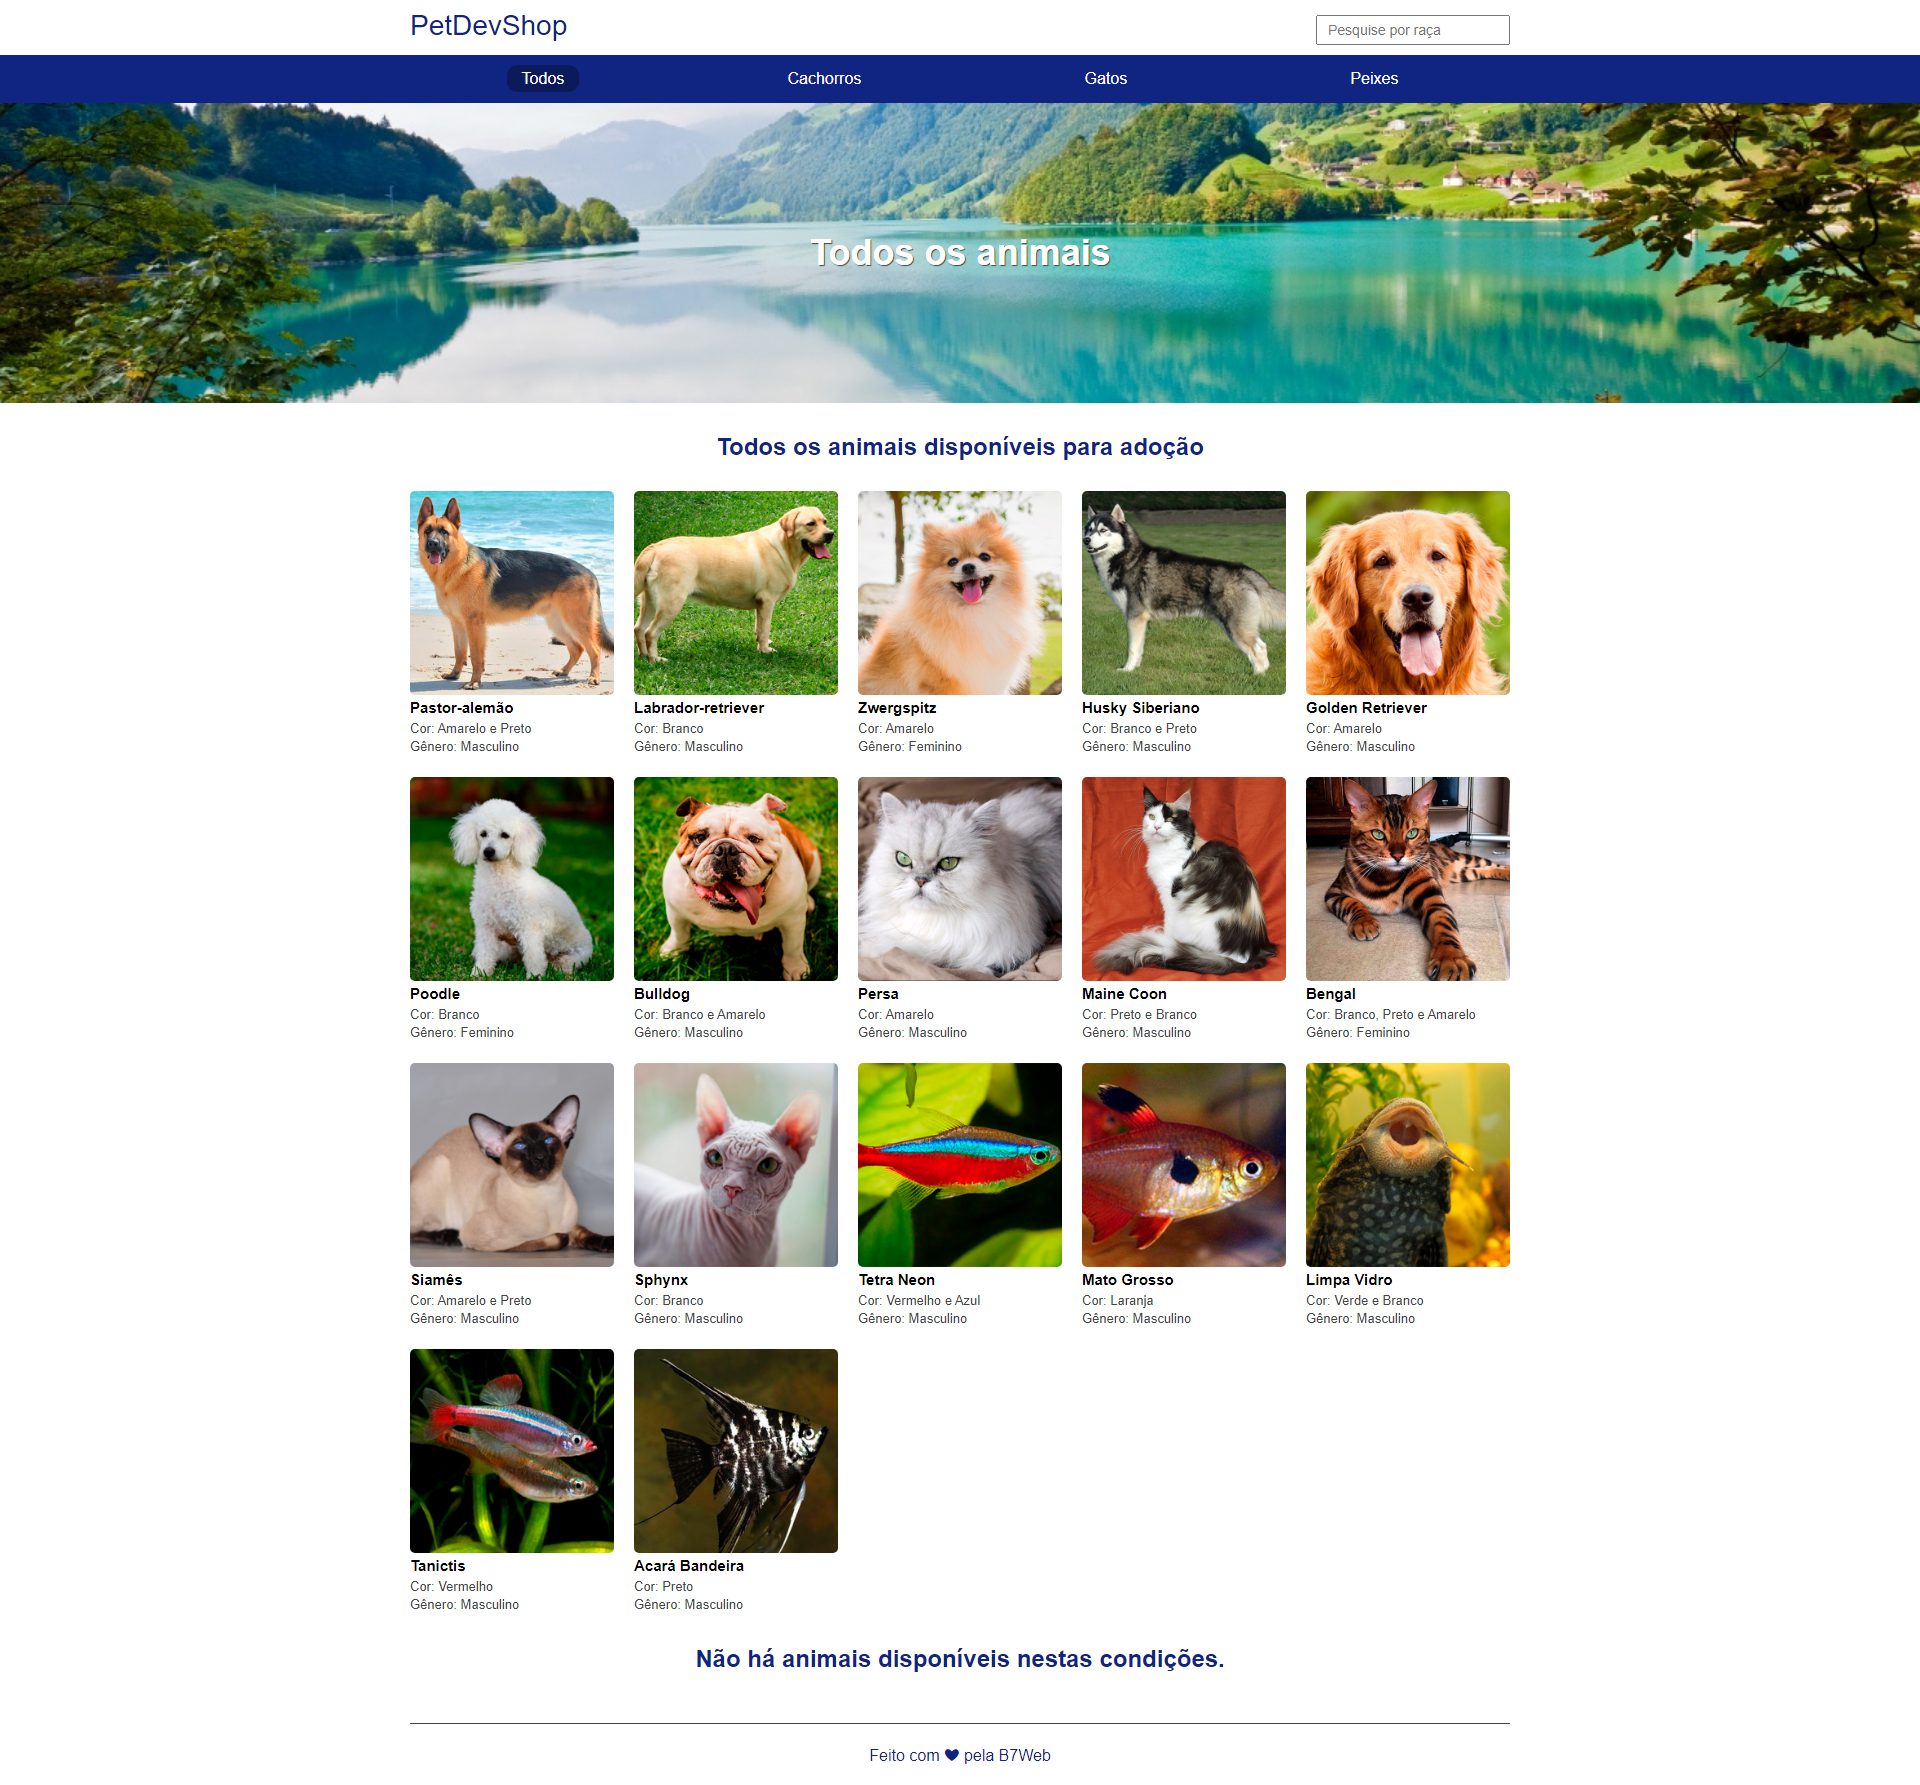 PetDevShop
Pesquise por raça
Todos
Cachorros
Gatos
Peixes
Todos os animais
Todos os animais disponíveis para adoção
Pastor-alemão
Cor: Amarelo e Preto
Gênero: Masculino
Labrador-retriever
Cor: Branco
Gênero: Masculino
Zwergspitz
Cor: Amarelo
Gênero: Feminino
Husky Siberiano
Cor: Branco e Preto
Gênero: Masculino
Golden Retriever
Cor: Amarelo
Gênero: Masculino
Poodle
Cor: Branco
Gênero: Feminino
Bulldog
Cor: Branco e Amarelo
Gênero: Masculino
Persa
Cor: Amarelo
Gênero: Masculino
Maine Coon
Cor: Preto e Branco
Gênero: Masculino
Bengal
Cor: Branco, Preto e Amarelo
Gênero: Feminino
Siamês
Cor: Amarelo e Preto
Gênero: Masculino
Sphynx
Cor: Branco
Gênero: Masculino
Tetra Neon
Cor: Vermelho e Azul
Gênero: Masculino
Mato Grosso
Cor: Laranja
Gênero: Masculino
Limpa Vidro
Cor: Verde e Branco
Gênero: Masculino
Tanictis
Cor: Vermelho
Gênero: Masculino
Acará Bandeira
Cor: Preto
Gênero: Masculino
Não há animais disponíveis nestas condições.
Feito com ❤ pela B7Web